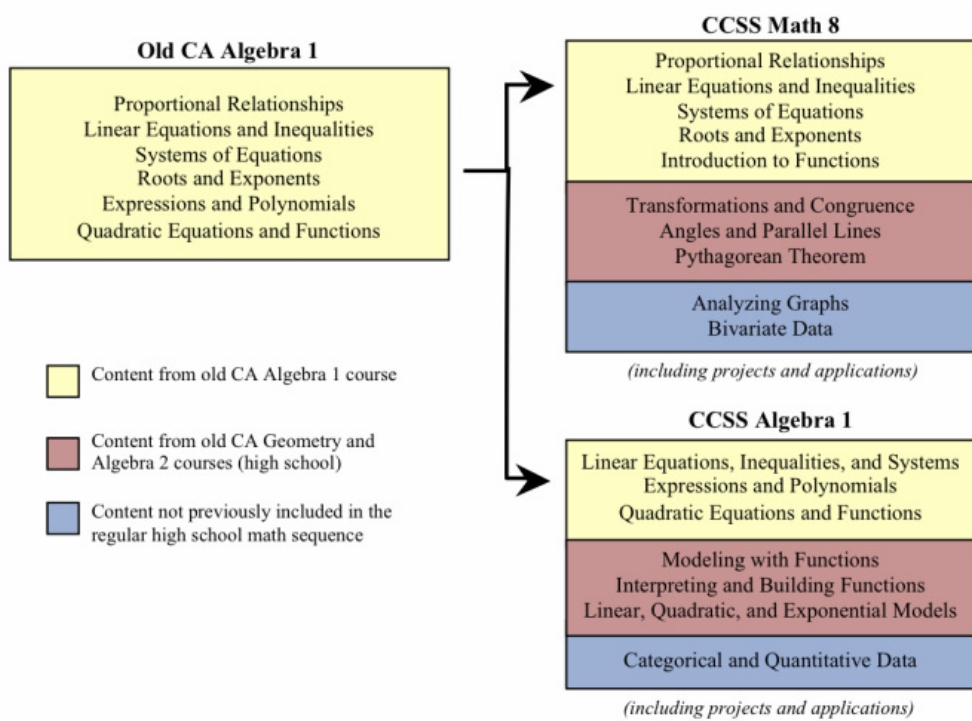 Old CA Algebra 1
Proportional Relationships
Linear Equations and Inequalities
Systems of Equations
Roots and Exponents
Expressions and Polynomials
Quadratic Equations and Functions
Content from old CA Algebra 1 course
Content from old CA Geometry and
Algebra 2 courses (high school)
Content not previously included in the
regular high school math sequence
CCSS Math 8
Proportional Relationships
Linear Equations and Inequalities
Systems of Equations
Roots and Exponents
Introduction to Functions
Transformations and Congruence
Angles and Parallel Lines
Pythagorean Theorem
Analyzing Graphs
Bivariate Data
(including projects and applications)
CCSS Algebra 1
Linear Equations, Inequalities, and Systems
Expressions and Polynomials
Quadratic Equations and Functions
Modeling with Functions
Interpreting and Building Functions
Linear, Quadratic, and Exponential Models
Categorical and Quantitative Data
(including projects and applications)